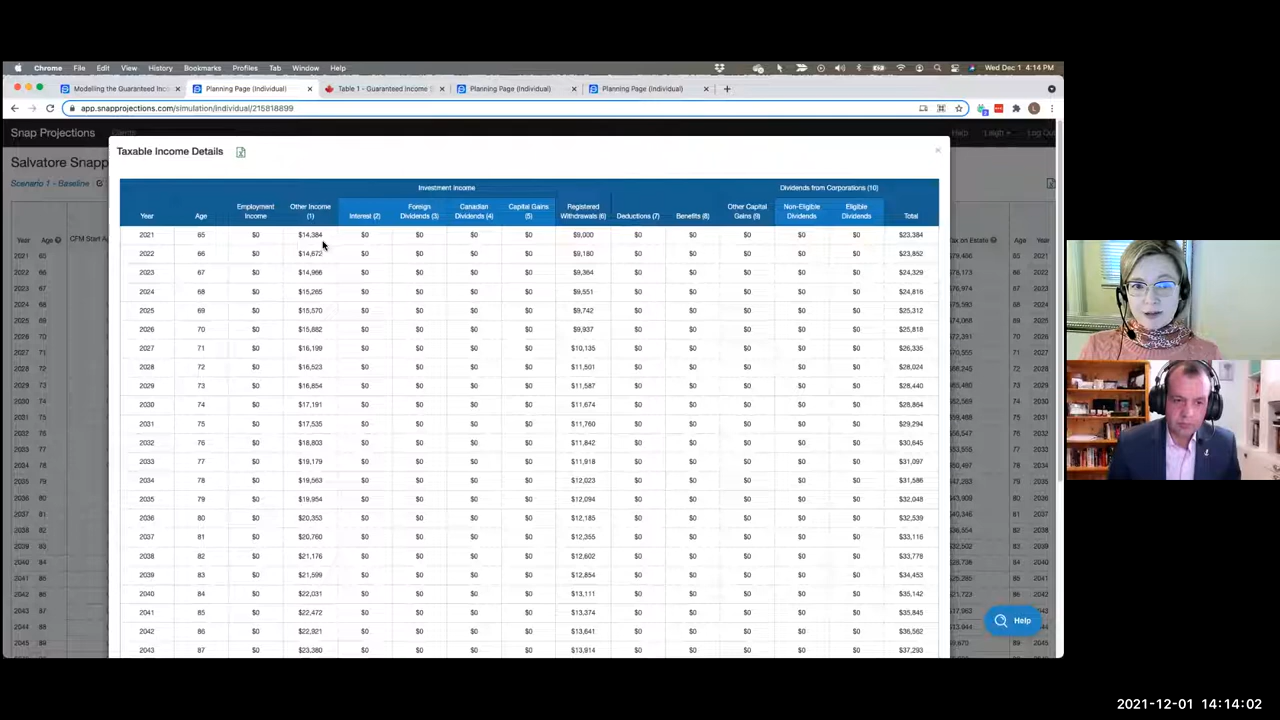 Chrome File Edit View History Bookmarks Profiles Tab Window Help Wed Dec 1 4:14 PM
Modelling the Guaranteed Inc Planning Page (Individual) Table 1 - Guaranteed Income S Planning Page (Individual) Planning Page (Individual)
app.snapprojections.com/simulation/individual/215818899
Snap Projections Clients Help Leigh Log Out
Salvatore Snapp
Scenario 1 - Baseline
Taxable Income Details
Investment Income Dividends from Corporations (10)
Year Age Employment Income Other Income (1) Interest (2) Foreign Dividends (3) Canadian Dividends (4) Capital Gains (5) Registered Withdrawals (6) Deductions (7) Benefits (8) Other Capital Gains (9) Non-Eligible Dividends Eligible Dividends Total
2021 65 $0 $14,384 $0 $0 $0 $0 $9,000 $0 $0 $0 $0 $0 $23,384
2022 66 $0 $14,672 $0 $0 $0 $0 $9,180 $0 $0 $0 $0 $0 $23,852
2023 67 $0 $14,966 $0 $0 $0 $0 $9,364 $0 $0 $0 $0 $0 $24,329
2024 68 $0 $15,265 $0 $0 $0 $0 $9,551 $0 $0 $0 $0 $0 $24,816
2025 69 $0 $15,570 $0 $0 $0 $0 $9,742 $0 $0 $0 $0 $0 $25,312
2026 70 $0 $15,882 $0 $0 $0 $0 $9,937 $0 $0 $0 $0 $0 $25,818
2027 71 $0 $16,199 $0 $0 $0 $0 $10,135 $0 $0 $0 $0 $0 $26,335
2028 72 $0 $16,523 $0 $0 $0 $0 $11,501 $0 $0 $0 $0 $0 $28,024
2029 73 $0 $16,854 $0 $0 $0 $0 $11,587 $0 $0 $0 $0 $0 $28,440
2030 74 $0 $17,191 $0 $0 $0 $0 $11,674 $0 $0 $0 $0 $0 $28,864
2031 75 $0 $17,535 $0 $0 $0 $0 $11,760 $0 $0 $0 $0 $0 $29,294
2032 76 $0 $18,803 $0 $0 $0 $0 $11,842 $0 $0 $0 $0 $0 $30,645
2033 77 $0 $19,179 $0 $0 $0 $0 $11,918 $0 $0 $0 $0 $0 $31,097
2034 78 $0 $19,563 $0 $0 $0 $0 $12,023 $0 $0 $0 $0 $0 $31,586
2035 79 $0 $19,954 $0 $0 $0 $0 $12,094 $0 $0 $0 $0 $0 $32,048
2036 80 $0 $20,353 $0 $0 $0 $0 $12,185 $0 $0 $0 $0 $0 $32,539
2037 81 $0 $20,760 $0 $0 $0 $0 $12,355 $0 $0 $0 $0 $0 $33,116
2038 82 $0 $21,176 $0 $0 $0 $0 $12,602 $0 $0 $0 $0 $0 $33,778
2039 83 $0 $21,599 $0 $0 $0 $0 $12,854 $0 $0 $0 $0 $0 $34,453
2040 84 $0 $22,031 $0 $0 $0 $0 $13,111 $0 $0 $0 $0 $0 $35,142
2041 85 $0 $22,472 $0 $0 $0 $0 $13,374 $0 $0 $0 $0 $0 $35,845
2042 86 $0 $22,921 $0 $0 $0 $0 $13,641 $0 $0 $0 $0 $0 $36,562
2043 87 $0 $23,380 $0 $0 $0 $0 $13,914 $0 $0 $0 $0 $0 $37,293
Help
2021-12-01 14:14:02